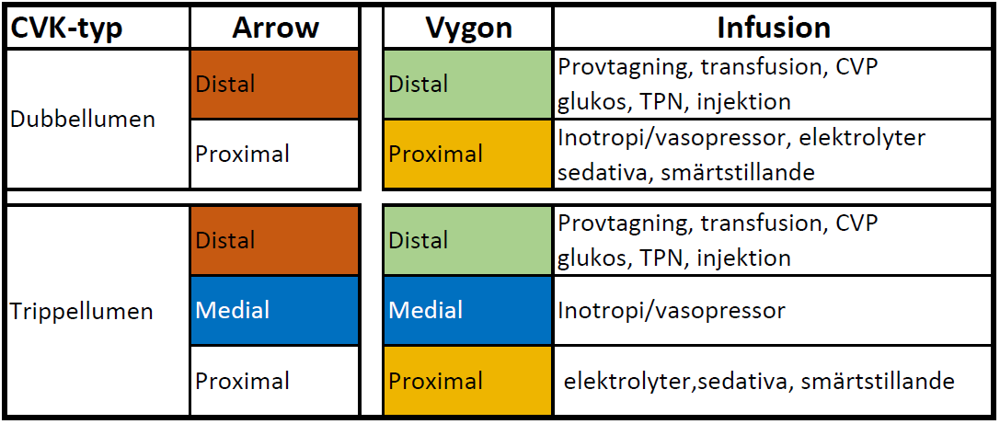 CVK-typ Arrow Vygon Infusion
Dubbellumen
Distal Distal Provtagning, transfusion, CVP
glukos, TPN, injektion
Proximal Proximal Inotropi/vasopressor, elektrolyter
sedativa, smärtstillande
Trippellumen
Distal Distal Provtagning, transfusion, CVP
glukos, TPN, injektion
Medial Medial Inotropi/vasopressor
Proximal Proximal elektrolyter,sedativa, smärtstillande